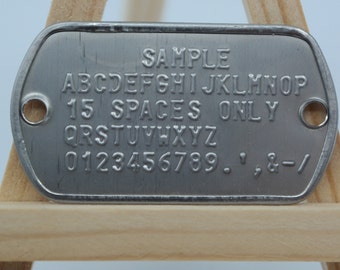 SAMPLE
ABCDEFGHIJKLMNOP
15 SPACES ONLY
QRSTUVWXYZ
0123456789.',&-/